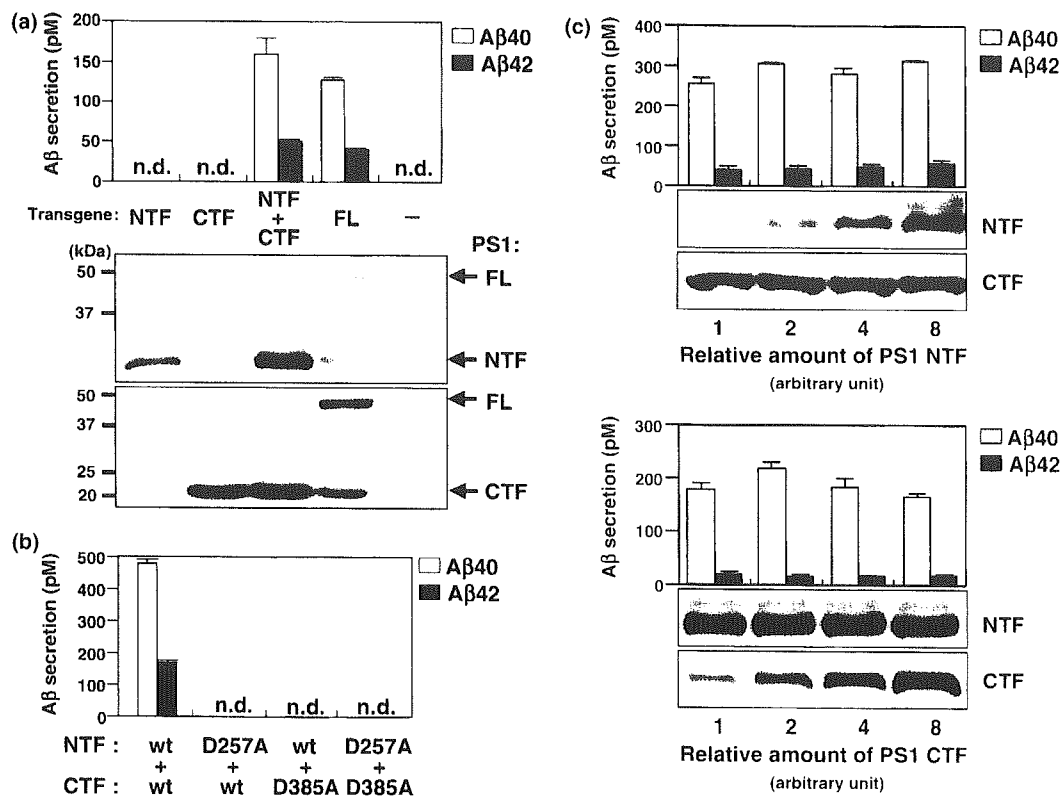 (a)
Aβ secretion (pM)
200
150
100
50
0
Aβ40
Aβ42
n.d. n.d. n.d.
Transgene: NTF CTF NTF + CTF FL –
(kDa) PS1:
50 FL
37
NTF
50 FL
37
25
20 CTF
(b)
Aβ secretion (pM)
500
400
300
200
100
0
Aβ40
Aβ42
n.d. n.d. n.d.
NTF : wt D257A wt D257A
+ + + +
CTF : wt wt D385A D385A
(c)
Aβ secretion (pM)
400
300
200
100
0
Aβ40
Aβ42
NTF
CTF
1 2 4 8
Relative amount of PS1 NTF
(arbitrary unit)
Aβ secretion (pM)
300
200
100
0
Aβ40
Aβ42
NTF
CTF
1 2 4 8
Relative amount of PS1 CTF
(arbitrary unit)